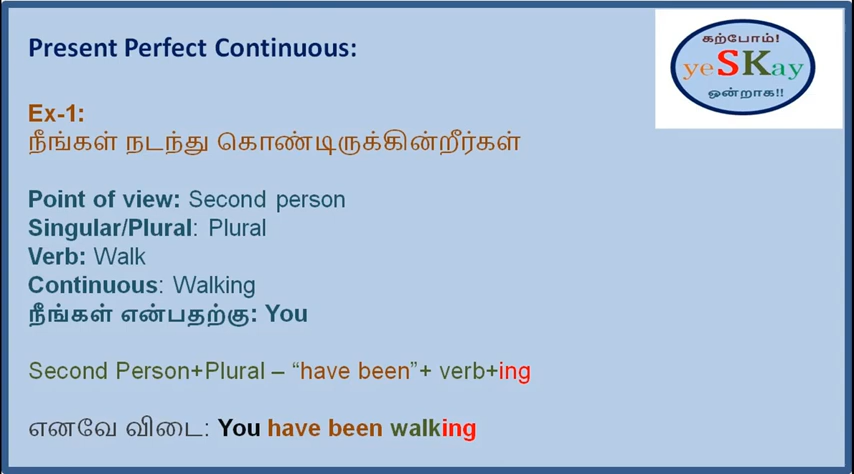 Present Perfect Continuous:
கற்போம்!
yeSKay
ஒன்றாக!!
Ex-1:
நீங்கள் நடந்து கொண்டிருக்கின்றீர்கள்
Point of view: Second person
Singular/Plural: Plural
Verb: Walk
Continuous: Walking
நீங்கள் என்பதற்கு: You
Second Person+Plural – “have been”+ verb+ing
எனவே விடை: You have been walking